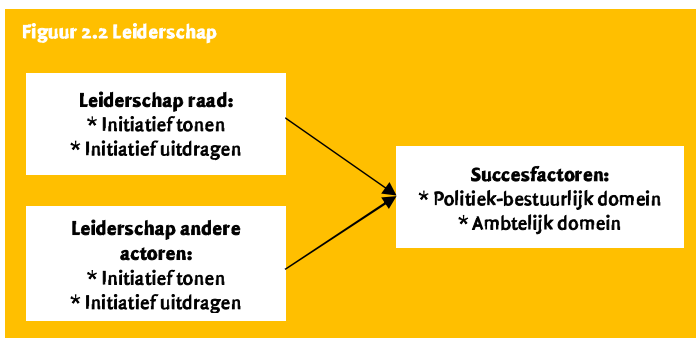 Figuur 2.2 Leiderschap
Leiderschap raad:
* Initiatief tonen
* Initiatief uitdragen
Leiderschap andere
actoren:
* Initiatief tonen
* Initiatief uitdragen
Succesfactoren:
* Politiek-bestuurlijk domein
* Ambtelijk domein